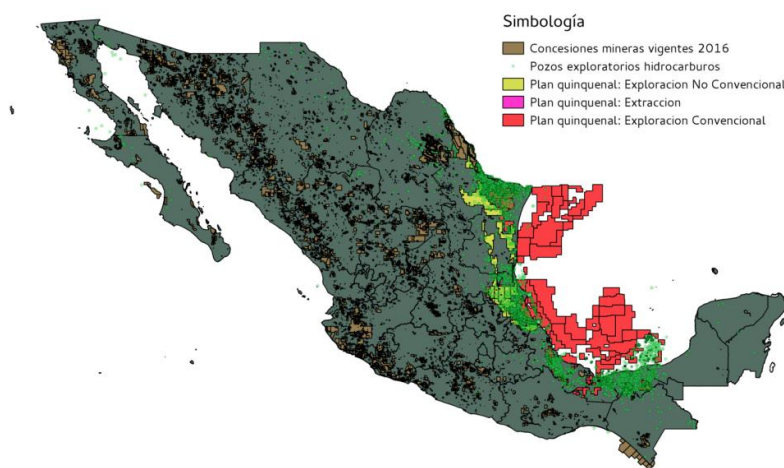 Simbología
Concesiones mineras vigentes 2016
Pozos exploratorios hidrocarburos
Plan quinquenal: Exploracion No Convencional
Plan quinquenal: Extraccion
Plan quinquenal: Exploracion Convencional